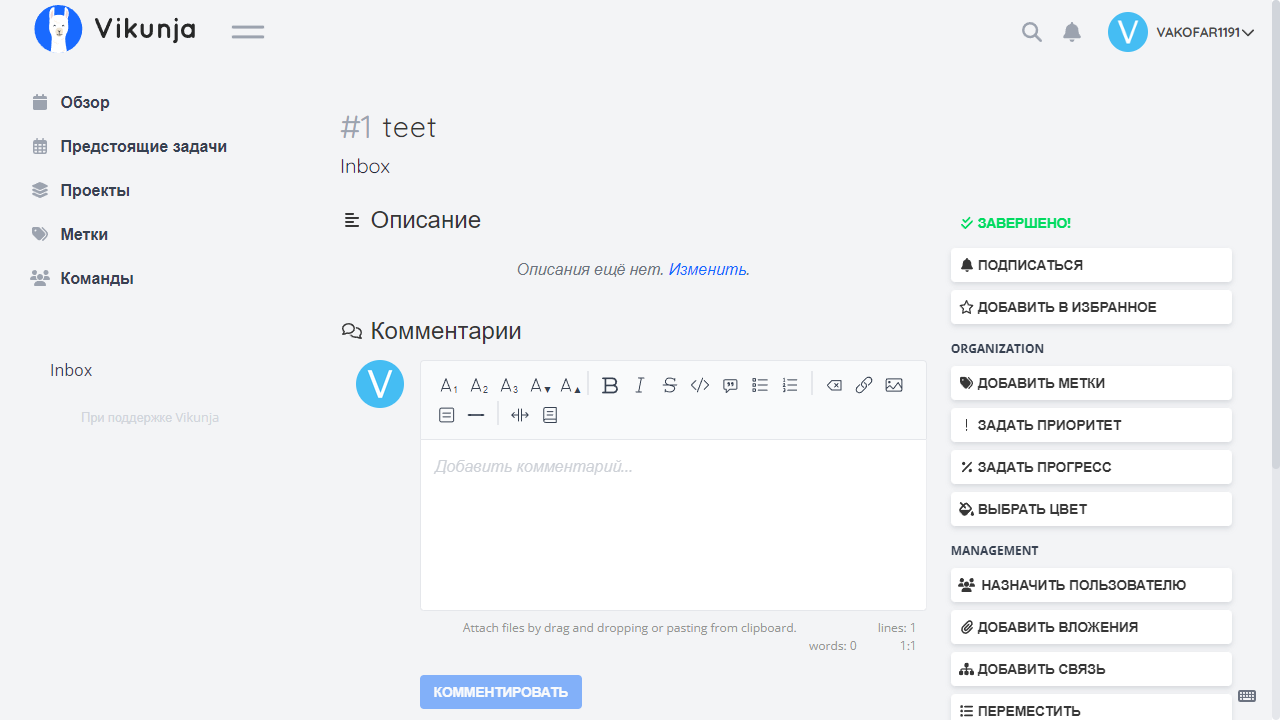 Vikunja
VAKOFAR1191
Обзор
Предстоящие задачи
Проекты
Метки
Команды
Inbox
При поддержке Vikunja
#1 teet
Inbox
Описание
Описания ещё нет. Изменить.
Комментарии
V
Добавить комментарий...
Attach files by drag and dropping or pasting from clipboard.
lines: 1
words: 0
1:1
КОММЕНТИРОВАТЬ
ЗАВЕРШЕНО!
ПОДПИСАТЬСЯ
ДОБАВИТЬ В ИЗБРАННОЕ
ORGANIZATION
ДОБАВИТЬ МЕТКИ
ЗАДАТЬ ПРИОРИТЕТ
ЗАДАТЬ ПРОГРЕСС
ВЫБРАТЬ ЦВЕТ
MANAGEMENT
НАЗНАЧИТЬ ПОЛЬЗОВАТЕЛЮ
ДОБАВИТЬ ВЛОЖЕНИЯ
ДОБАВИТЬ СВЯЗЬ
ПЕРЕМЕСТИТЬ